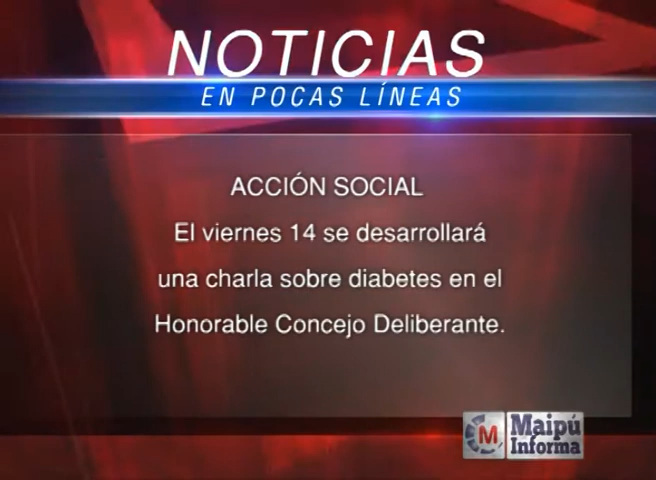 NOTICIAS
EN POCAS LÍNEAS
ACCIÓN SOCIAL
El viernes 14 se desarrollará
una charla sobre diabetes en el
Honorable Concejo Deliberante.
M
Maipú
Informa